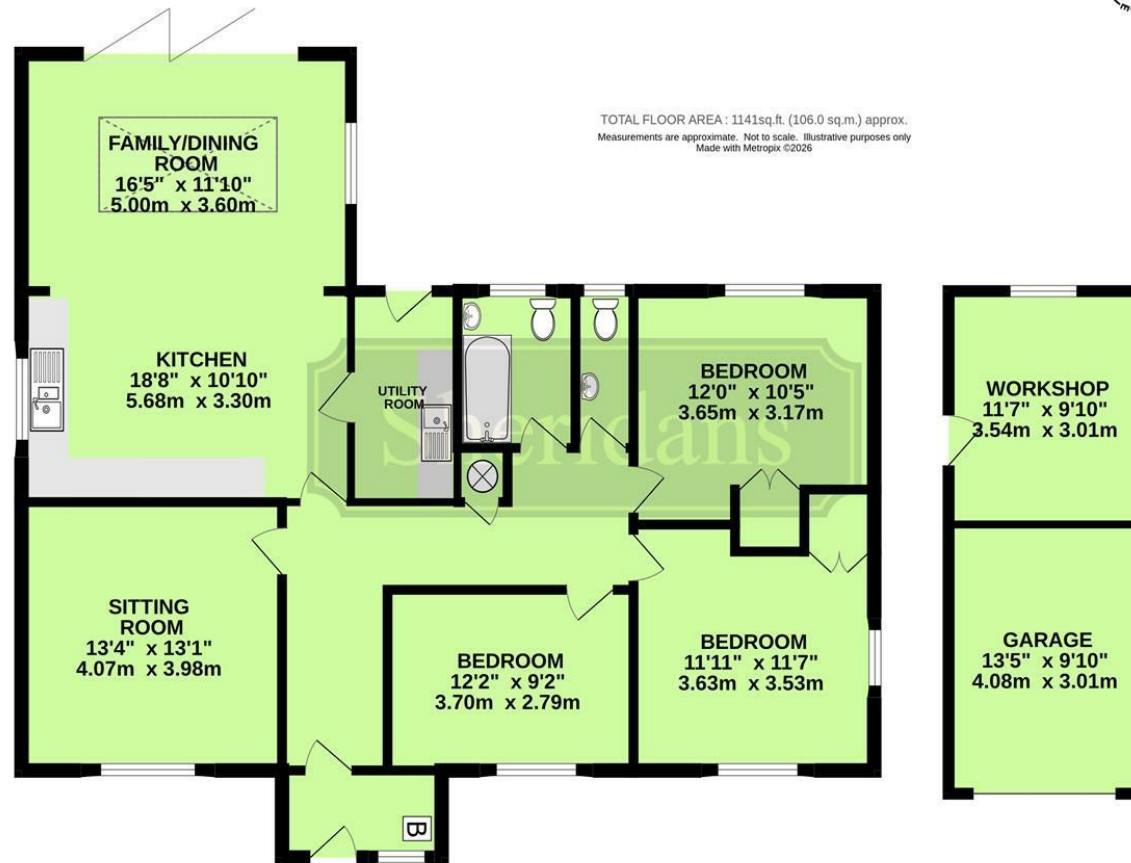 FAMILY/DINING
ROOM
16'5" x 11'10"
5.00m x 3.60m
TOTAL FLOOR AREA : 1141sq.ft. (106.0 sq.m.) approx.
Measurements are approximate. Not to scale. Illustrative purposes only
Made with Metropix ©2026
KITCHEN
18'8" x 10'10"
5.68m x 3.30m
UTILITY
ROOM
BEDROOM
12'0" x 10'5"
3.65m x 3.17m
WORKSHOP
11'7" x 9'10"
3.54m x 3.01m
Sheridans
SITTING
ROOM
13'4" x 13'1"
4.07m x 3.98m
BEDROOM
12'2" x 9'2"
3.70m x 2.79m
BEDROOM
11'11" x 11'7"
3.63m x 3.53m
GARAGE
13'5" x 9'10"
4.08m x 3.01m
B